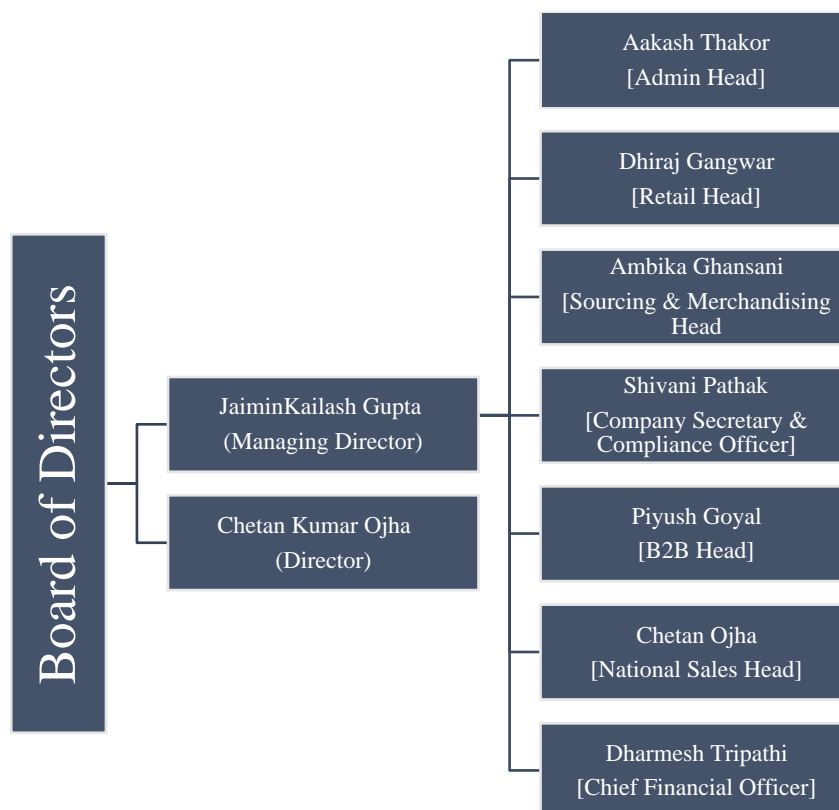 Board of Directors
JaiminKailash Gupta
(Managing Director)
Chetan Kumar Ojha
(Director)
Aakash Thakor
[Admin Head]
Dhiraj Gangwar
[Retail Head]
Ambika Ghansani
[Sourcing & Merchandising
Head
Shivani Pathak
[Company Secretary &
Compliance Officer]
Piyush Goyal
[B2B Head]
Chetan Ojha
[National Sales Head]
Dharmesh Tripathi
[Chief Financial Officer]